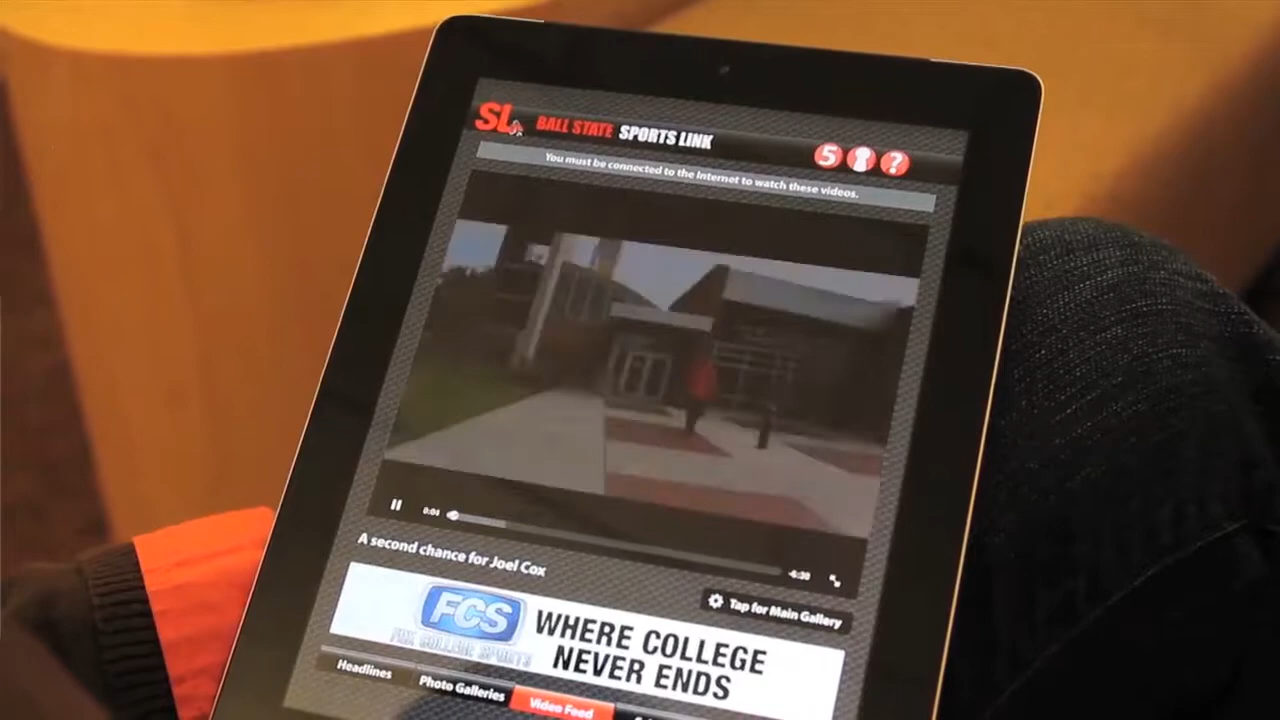 SL
BALL STATE SPORTS LINK
5
?
You must be connected to the Internet to watch these videos.
0:04
-6:30
A second chance for Joel Cox
Tap for Main Gallery
FCS
FOX COLLEGE SPORTS
WHERE COLLEGE
NEVER ENDS
Headlines
Photo Galleries
Video Feed